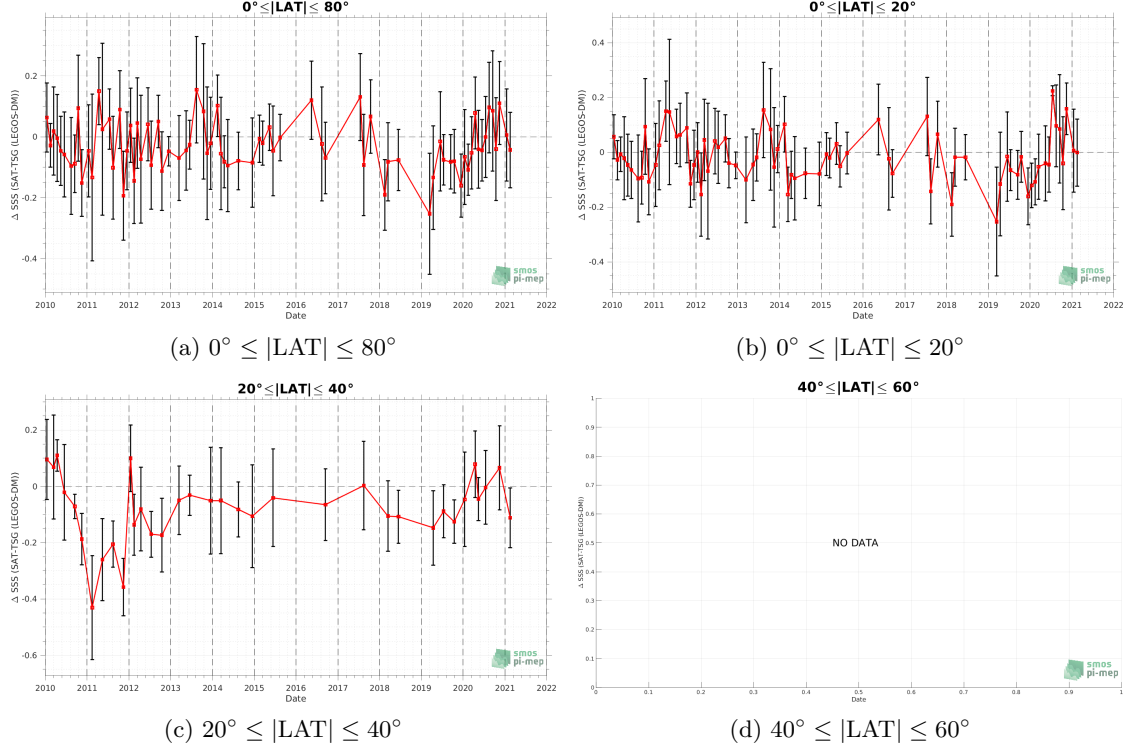 0°≤|LAT|≤ 80°
Δ SSS (SAT-TSG (LEGOS-DM))
0.2
0
-0.2
-0.4
smos
pi-mep
2010 2011 2012 2013 2014 2015 2016 2017 2018 2019 2020 2021 2022
Date
(a) 0° ≤ |LAT| ≤ 80°
0°≤|LAT|≤ 20°
Δ SSS (SAT-TSG (LEGOS-DM))
0.4
0.2
0
-0.2
-0.4
smos
pi-mep
2010 2011 2012 2013 2014 2015 2016 2017 2018 2019 2020 2021 2022
Date
(b) 0° ≤ |LAT| ≤ 20°
20°≤|LAT|≤ 40°
Δ SSS (SAT-TSG (LEGOS-DM))
0.2
0
-0.2
-0.4
-0.6
smos
pi-mep
2010 2011 2012 2013 2014 2015 2016 2017 2018 2019 2020 2021 2022
Date
(c) 20° ≤ |LAT| ≤ 40°
40°≤|LAT|≤ 60°
Δ SSS (SAT-TSG (LEGOS-DM))
1
0.9
0.8
0.7
0.6
0.5
0.4
0.3
0.2
0.1
0
NO DATA
smos
pi-mep
0 0.1 0.2 0.3 0.4 0.5 0.6 0.7 0.8 0.9 1
Date
(d) 40° ≤ |LAT| ≤ 60°